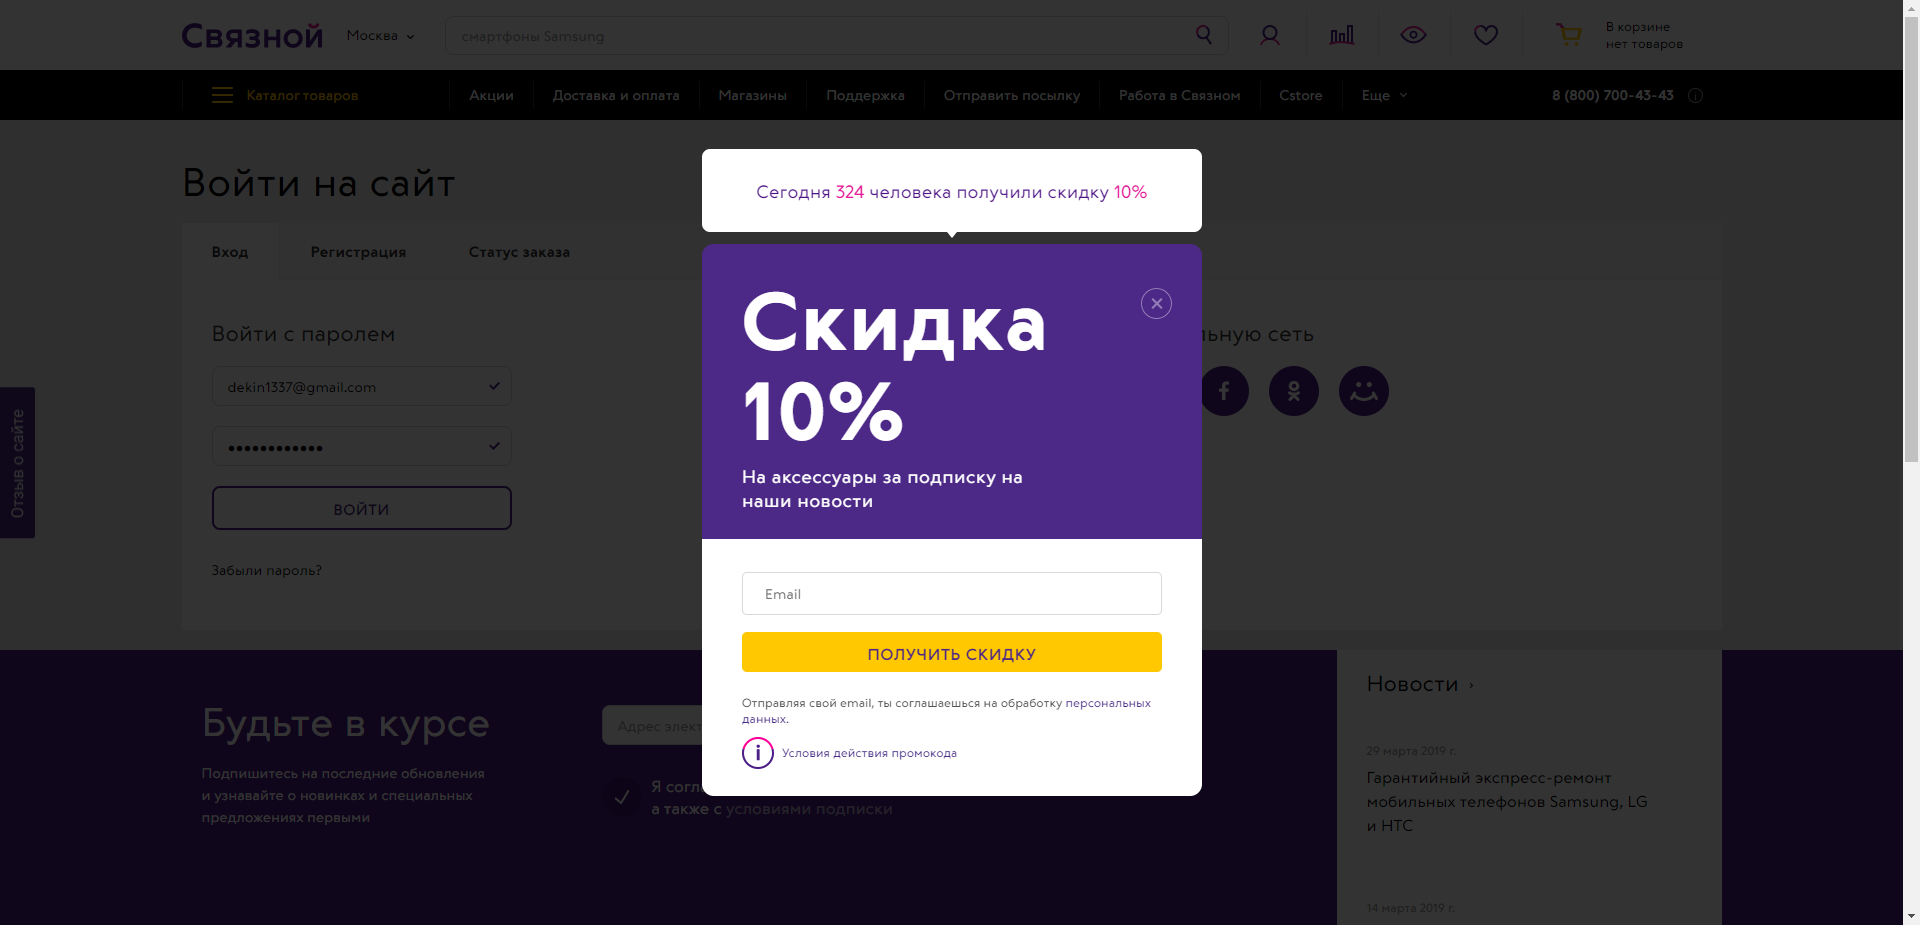 Связной
Москва
смартфоны Samsung
В корзине
нет товаров
Каталог товаров
Акции
Доставка и оплата
Магазины
Поддержка
Отправить посылку
Работа в Связном
Cstore
Еще
8 (800) 700-43-43
Войти на сайт
Вход
Регистрация
Статус заказа
Войти с паролем
dekin1337@gmail.com
ВОЙТИ
Забыли пароль?
Отзыв о сайте
Сегодня 324 человека получили скидку 10%
Скидка
10%
На аксессуары за подписку на
наши новости
Email
ПОЛУЧИТЬ СКИДКУ
Отправляя свой email, ты соглашаешься на обработку персональных
данных.
Условия действия промокода
сеть
Будьте в курсе
Подпишитесь на последние обновления
и узнавайте о новинках и специальных
предложениях первыми
Адрес
Я
а также с условиями подписки
Новости
29 марта 2019 г.
Гарантийный экспресс-ремонт
мобильных телефонов Samsung, LG
и HTC
14 марта 2019 г.